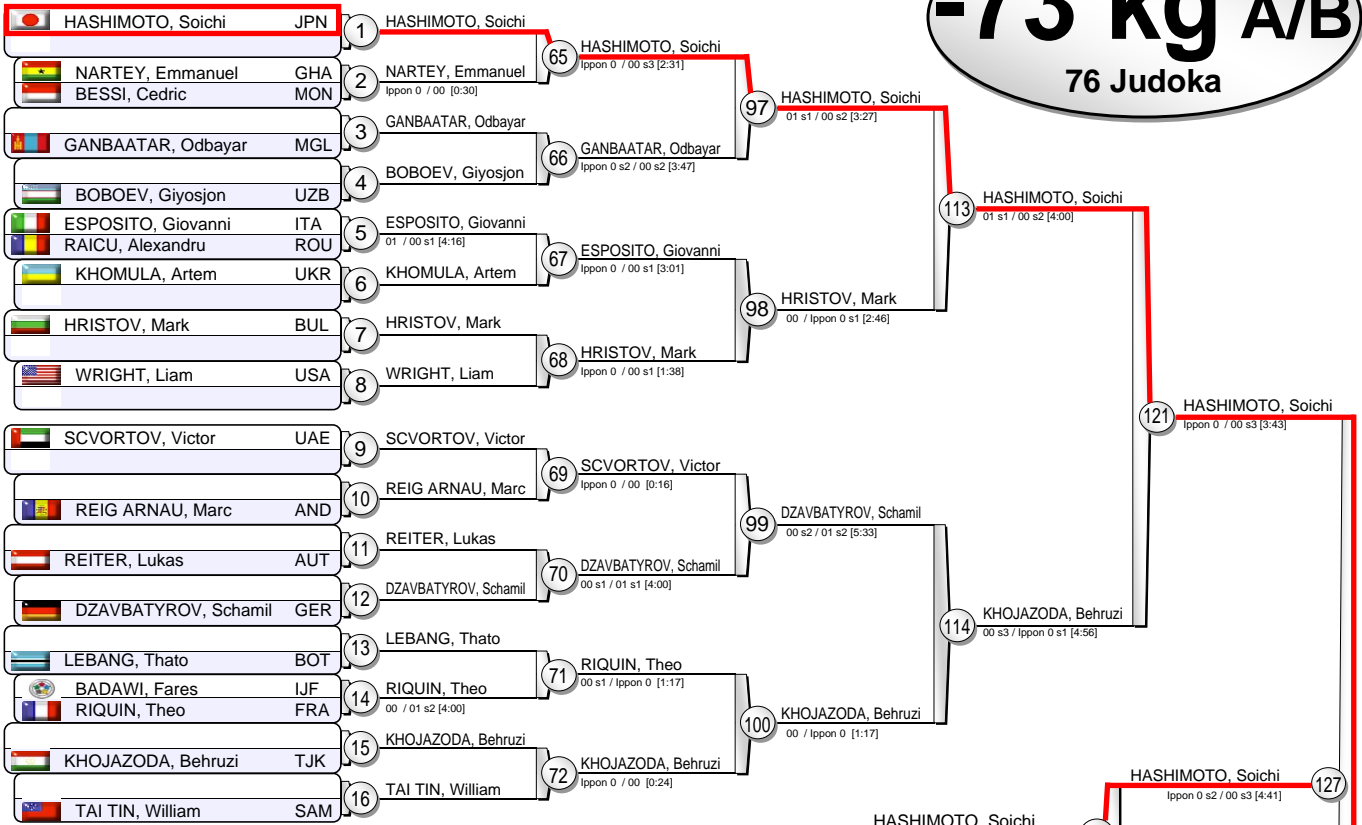 -73 kg A/B
76 Judoka
HASHIMOTO, Soichi JPN
1
HASHIMOTO, Soichi
NARTEY, Emmanuel GHA
BESSI, Cedric MON
2
NARTEY, Emmanuel
Ippon 0 / 00 [0:30]
65
HASHIMOTO, Soichi
Ippon 0 / 00 s3 [2:31]
GANBAATAR, Odbayar MGL
3
GANBAATAR, Odbayar
BOBOEV, Giyosjon UZB
4
BOBOEV, Giyosjon
66
GANBAATAR, Odbayar
Ippon 0 s2 / 00 s2 [3:47]
97
HASHIMOTO, Soichi
01 s1 / 00 s2 [3:27]
ESPOSITO, Giovanni ITA
RAICU, Alexandru ROU
5
ESPOSITO, Giovanni
01 / 00 s1 [4:16]
KHOMULA, Artem UKR
6
KHOMULA, Artem
67
ESPOSITO, Giovanni
Ippon 0 / 00 s1 [3:01]
HRISTOV, Mark BUL
7
HRISTOV, Mark
WRIGHT, Liam USA
8
WRIGHT, Liam
68
HRISTOV, Mark
Ippon 0 / 00 s1 [1:38]
98
HRISTOV, Mark
00 / Ippon 0 s1 [2:46]
113
HASHIMOTO, Soichi
01 s1 / 00 s2 [4:00]
SCVORTOV, Victor UAE
9
SCVORTOV, Victor
REIG ARNAU, Marc AND
10
REIG ARNAU, Marc
69
SCVORTOV, Victor
Ippon 0 / 00 [0:16]
REITER, Lukas AUT
11
REITER, Lukas
DZAVBATYROV, Schamil GER
12
DZAVBATYROV, Schamil
70
DZAVBATYROV, Schamil
00 s1 / 01 s1 [4:00]
99
DZAVBATYROV, Schamil
00 s2 / 01 s2 [5:33]
LEBANG, Thato BOT
13
LEBANG, Thato
BADAWI, Fares IJF
RIQUIN, Theo FRA
14
RIQUIN, Theo
00 / 01 s2 [4:00]
71
RIQUIN, Theo
00 s1 / Ippon 0 [1:17]
KHOJAZODA, Behruzi TJK
15
KHOJAZODA, Behruzi
TAI TIN, William SAM
16
TAI TIN, William
72
KHOJAZODA, Behruzi
Ippon 0 / 00 [0:24]
100
KHOJAZODA, Behruzi
00 / Ippon 0 [1:17]
114
KHOJAZODA, Behruzi
00 s3 / Ippon 0 s1 [4:56]
121
HASHIMOTO, Soichi
Ippon 0 / 00 s3 [3:43]
HASHIMOTO, Soichi
Ippon 0 s2 / 00 s3 [4:41]
127
HASHIMOTO, Soichi